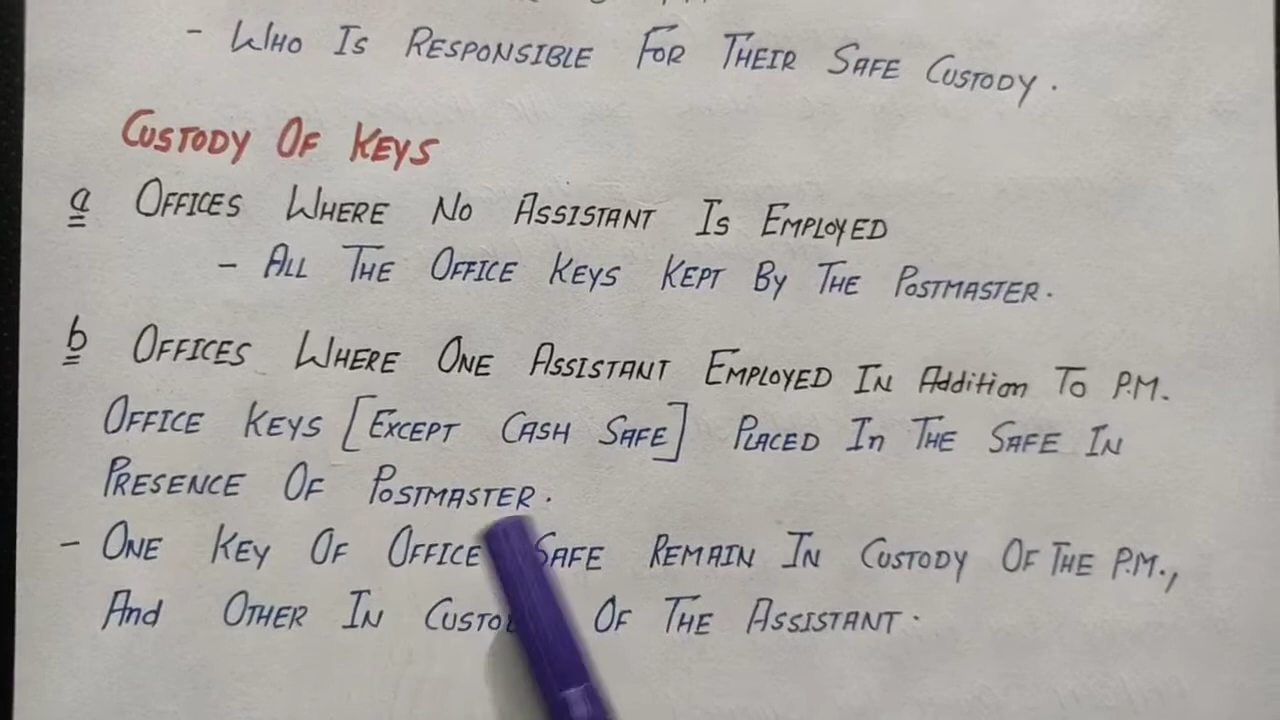 - Who Is Responsible For Their Safe Custody.
Custody Of Keys
a Offices Where No Assistant Is Employed
- All The Office Keys Kept By The Postmaster.
b Offices Where One Assistant Employed In Addition To P.M.
Office Keys [Except Cash Safe] Placed In The Safe In
Presence Of Postmaster.
- One Key Of Office Safe Remain In Custody Of The P.M.,
And Other In Of The Assistant.